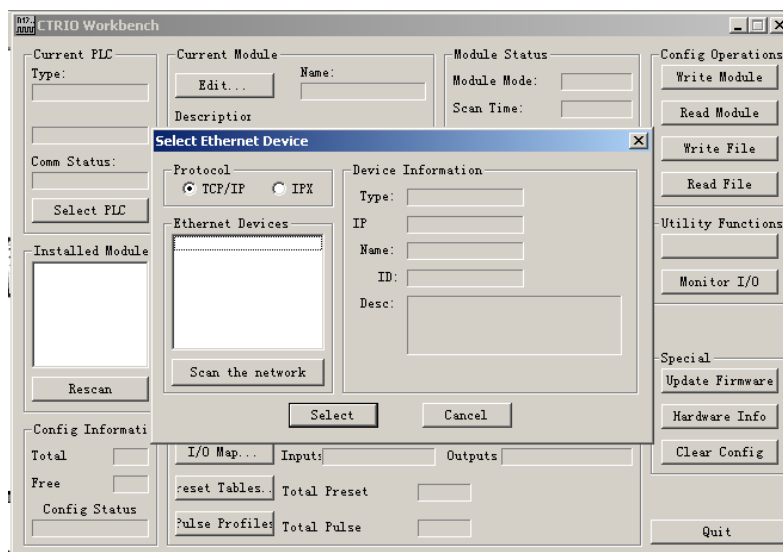 CTRIO Workbench
Current PLC
Type:
Comm Status:
Select PLC
Installed Module
Rescan
Config Informati
Total
Free
Config Status
Current Module
Edit...
Name:
Descriptior
Module Status
Module Mode:
Scan Time:
Select Ethernet Device
Protocol
TCP/IP
IPX
Ethernet Devices
Scan the network
Device Information
Type:
IP
Name:
ID:
Desc:
Select
Cancel
I/O Map...
Inputs
Outputs
reset Tables..
Total Preset
Pulse Profiles
Total Pulse
Config Operations
Write Module
Read Module
Write File
Read File
Utility Functions
Monitor I/O
Special
Update Firmware
Hardware Info
Clear Config
Quit